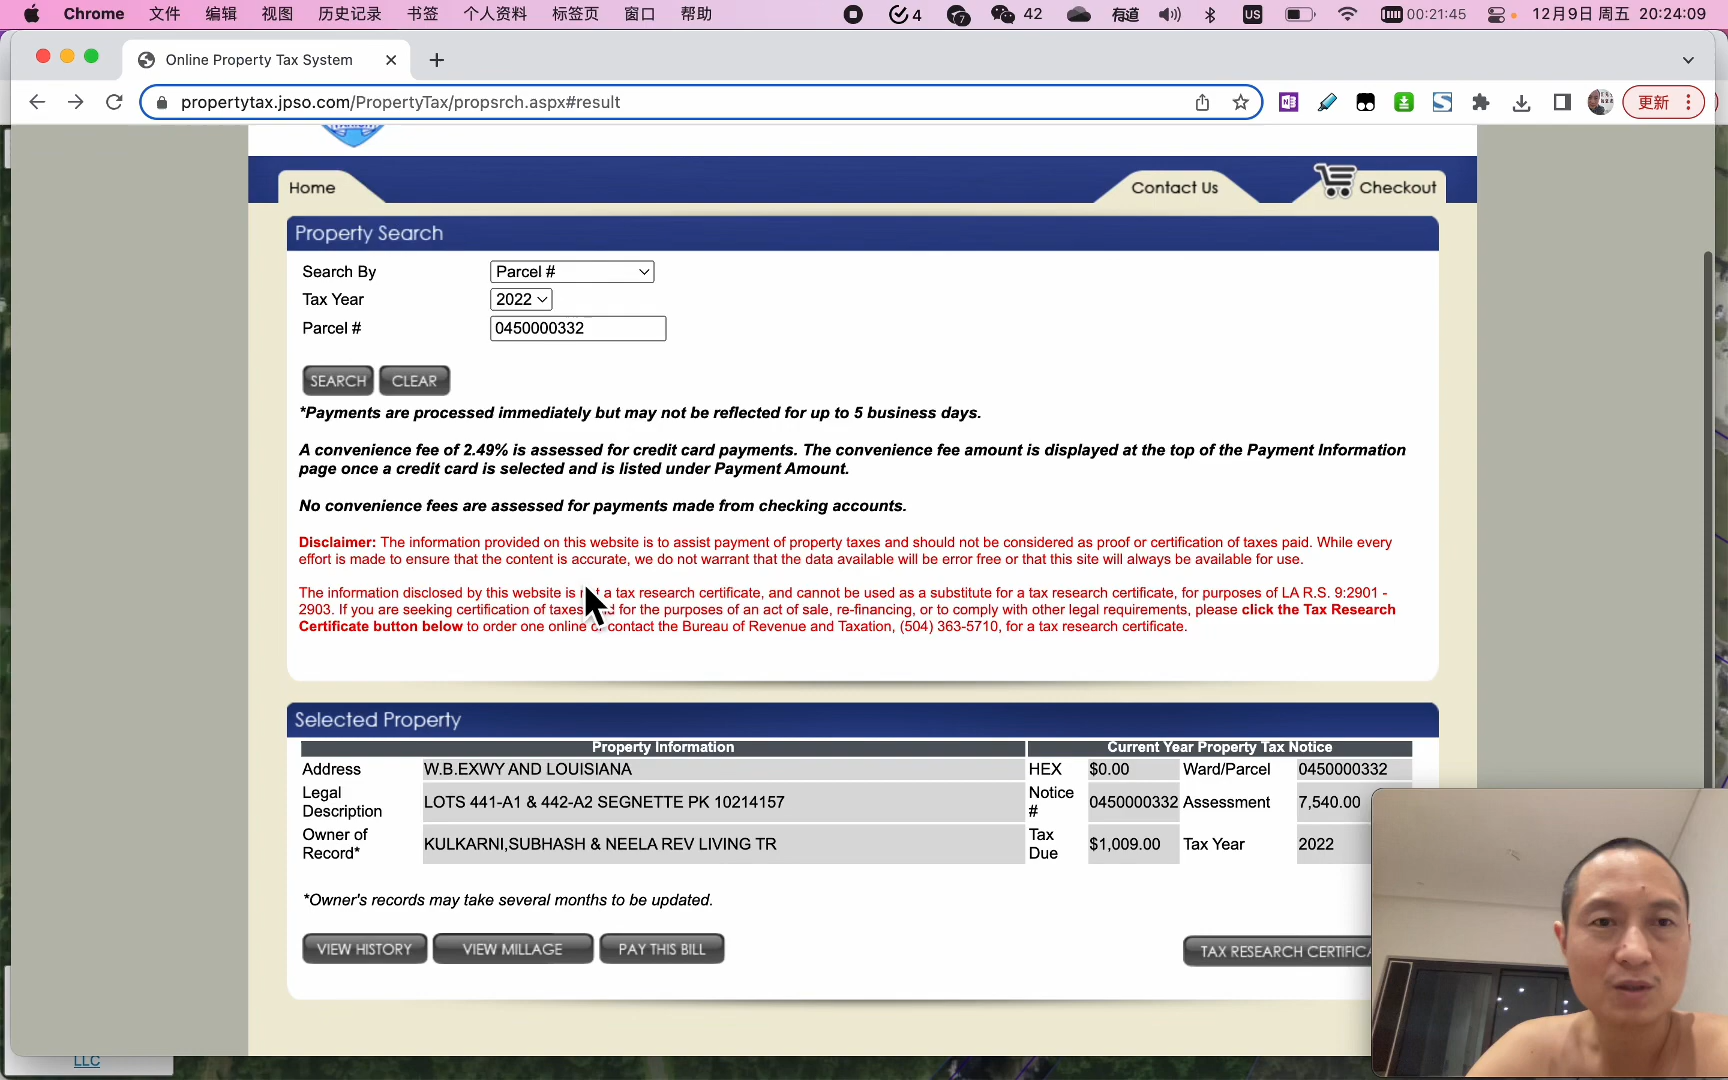 Chrome 文件 编辑 视图 历史记录 书签 个人资料 标签页 窗口 帮助 4 7 42 有道 US 00:21:45 12月9日 周五 20:24:09
Online Property Tax System
propertytax.jpso.com/PropertyTax/propsrch.aspx#result
更新
Home
Contact Us
Checkout
Property Search
Search By Parcel #
Tax Year 2022
Parcel # 0450000332
SEARCH CLEAR
*Payments are processed immediately but may not be reflected for up to 5 business days.
A convenience fee of 2.49% is assessed for credit card payments. The convenience fee amount is displayed at the top of the Payment Information
page once a credit card is selected and is listed under Payment Amount.
No convenience fees are assessed for payments made from checking accounts.
Disclaimer: The information provided on this website is to assist payment of property taxes and should not be considered as proof or certification of taxes paid. While every
effort is made to ensure that the content is accurate, we do not warrant that the data available will be error free or that this site will always be available for use.
The information disclosed by this website is a tax research certificate, and cannot be used as a substitute for a tax research certificate, for purposes of LA R.S. 9:2901 -
2903. If you are seeking certification of taxes for the purposes of an act of sale, re-financing, or to comply with other legal requirements, please click the Tax Research
Certificate button below to order one online contact the Bureau of Revenue and Taxation, (504) 363-5710, for a tax research certificate.
Selected Property
Property Information Current Year Property Tax Notice
Address W.B.EXWY AND LOUISIANA HEX $0.00 Ward/Parcel 0450000332
Legal Description LOTS 441-A1 & 442-A2 SEGNETTE PK 10214157 Notice # 0450000332 Assessment 7,540.00
Owner of Record* KULKARNI,SUBHASH & NEELA REV LIVING TR Tax Due $1,009.00 Tax Year 2022
*Owner's records may take several months to be updated.
VIEW HISTORY VIEW MILLAGE PAY THIS BILL TAX RESEARCH CERTIFICA
LLC